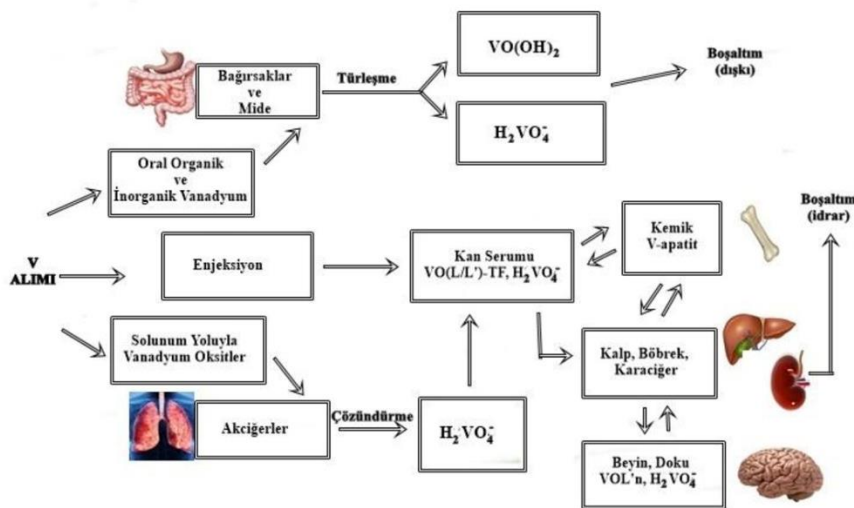 Bağırsaklar
ve
Mide
Türleşme
VO(OH)₂
H₂VO₄⁻
Boşaltım
(dışkı)
Oral Organik
ve
İnorganik Vanadyum
V
ALIMI
Enjeksiyon
Kan Serumu
VO(L/L')-TF, H₂VO₄⁻
Kemik
V-apatit
Boşaltım
(idrar)
Solunum Yoluyla
Vanadyum Oksitler
Kalp, Böbrek,
Karaciğer
Akciğerler
Çözündürme
H₂VO₄⁻
Beyin, Doku
VOL'n, H₂VO₄⁻